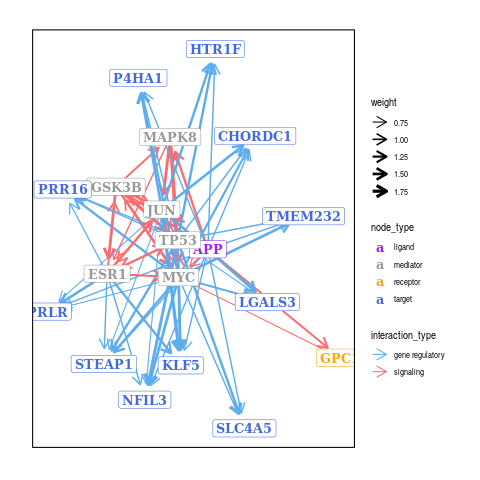 HTR1F
P4HA1
MAPK8
CHORDC1
PRR16
GSK3B
JUN
TMEM232
TP53
APP
ESR1
MYC
PRLR
LGALS3
GPC
STEAP1
KLF5
NFIL3
SLC4A5
weight
0.75
1.00
1.25
1.50
1.75
node_type
a ligand
a mediator
a receptor
a target
interaction_type
gene regulatory
signaling